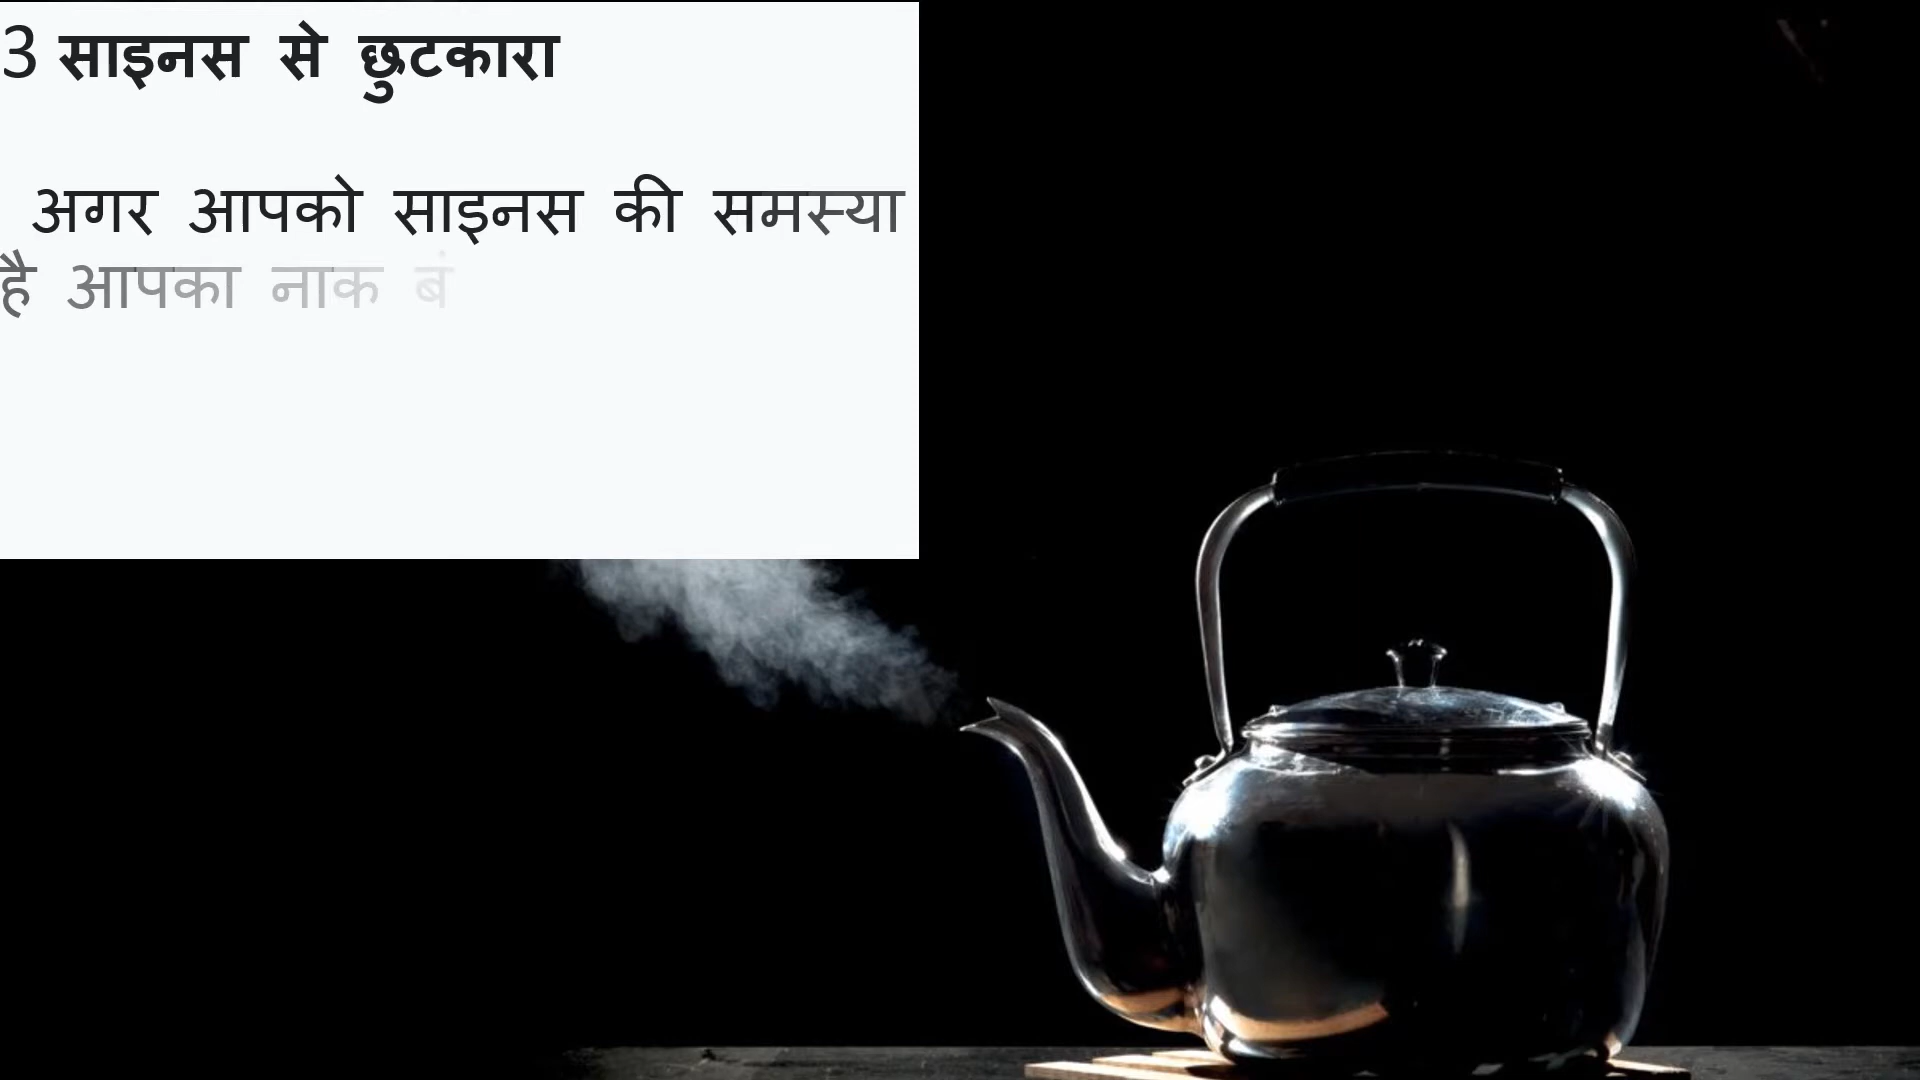 3 साइनस से छुटकारा
अगर आपको साइनस की समस्या
है आपका नाक बं